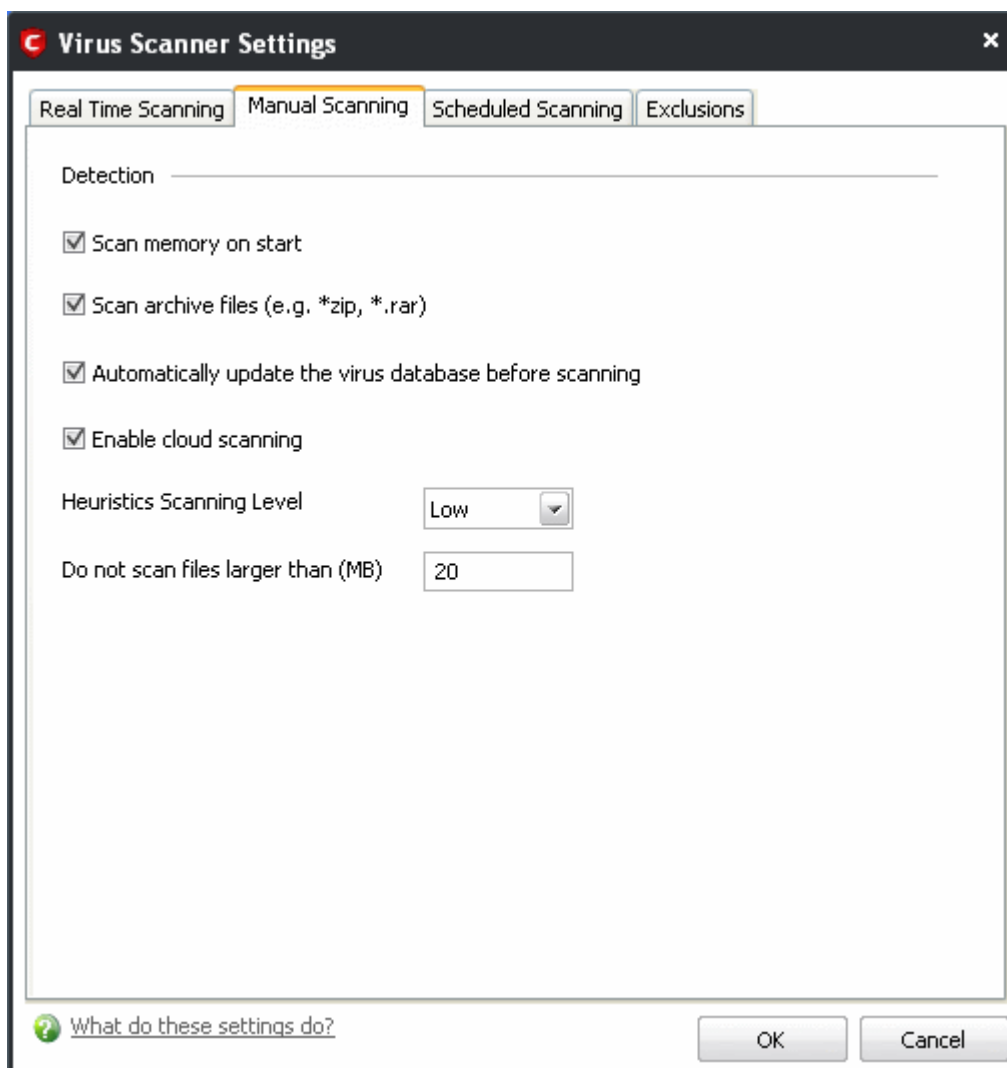 C Virus Scanner Settings x
Real Time Scanning Manual Scanning Scheduled Scanning Exclusions
Detection
Scan memory on start
Scan archive files (e.g. *zip, *.rar)
Automatically update the virus database before scanning
Enable cloud scanning
Heuristics Scanning Level Low
Do not scan files larger than (MB) 20
? What do these settings do?
OK Cancel